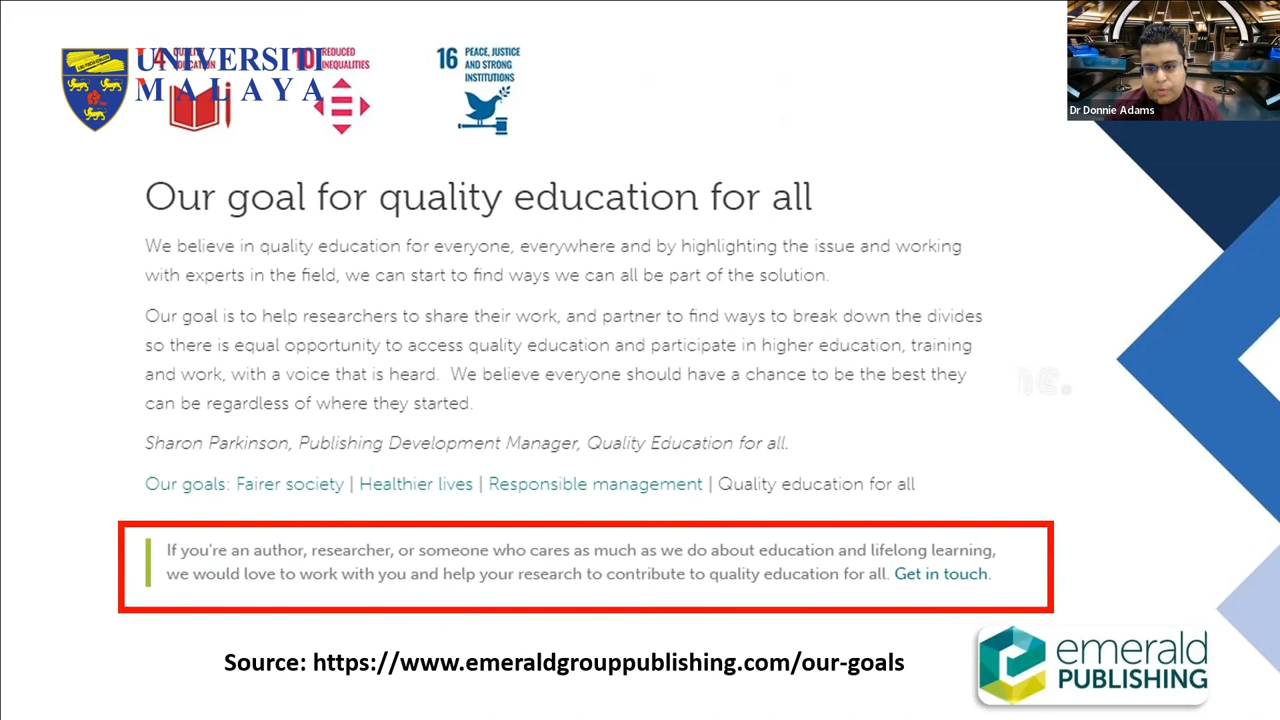 UNIVERSITI
MALAYA
4 QUALITY
EDUCATION
10 REDUCED
INEQUALITIES
16 PEACE, JUSTICE
AND STRONG
INSTITUTIONS
Dr Donnie Adams
Our goal for quality education for all
We believe in quality education for everyone, everywhere and by highlighting the issue and working
with experts in the field, we can start to find ways we can all be part of the solution.
Our goal is to help researchers to share their work, and partner to find ways to break down the divides
so there is equal opportunity to access quality education and participate in higher education, training
and work, with a voice that is heard. We believe everyone should have a chance to be the best they
can be regardless of where they started.
Sharon Parkinson, Publishing Development Manager, Quality Education for all.
Our goals: Fairer society | Healthier lives | Responsible management | Quality education for all
If you're an author, researcher, or someone who cares as much as we do about education and lifelong learning,
we would love to work with you and help your research to contribute to quality education for all. Get in touch.
Source: https://www.emeraldgrouppublishing.com/our-goals
emerald
PUBLISHING